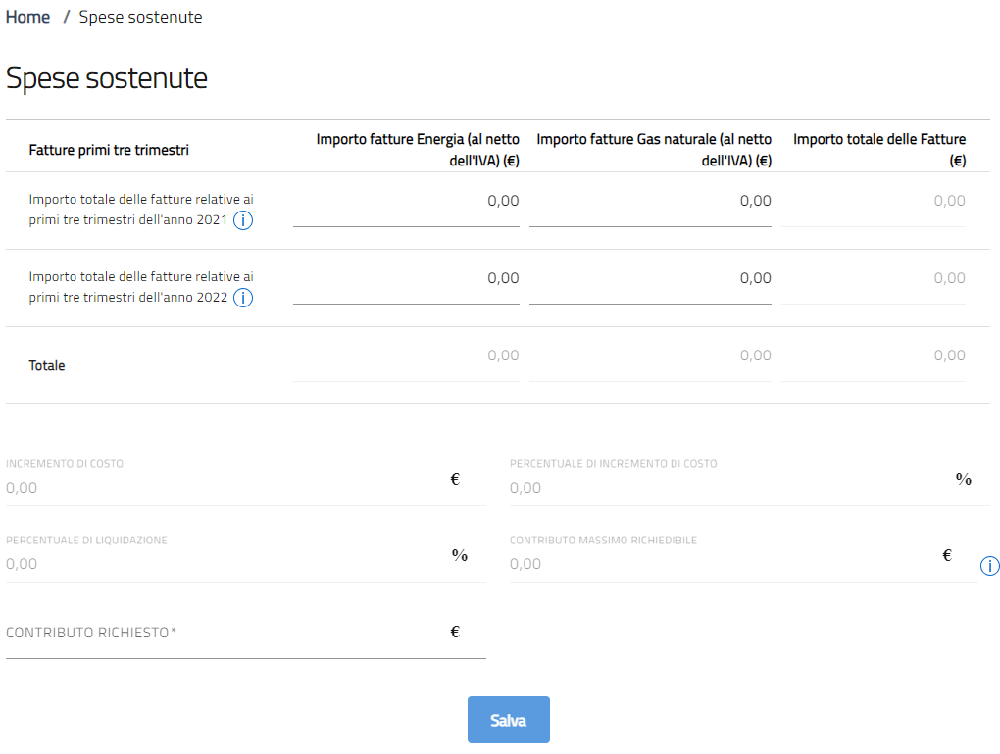 Home / Spese sostenute
Spese sostenute
Fatture primi tre trimestri
Importo fatture Energia (al netto
dell'IVA) (€)
Importo fatture Gas naturale (al netto
dell'IVA) (€)
Importo totale delle Fatture
(€)
Importo totale delle fatture relative ai
primi tre trimestri dell'anno 2021 i
0,00
0,00
0,00
Importo totale delle fatture relative ai
primi tre trimestri dell'anno 2022 i
0,00
0,00
0,00
Totale
0,00
0,00
0,00
INCREMENTO DI COSTO
0,00 €
PERCENTUALE DI INCREMENTO DI COSTO
0,00 %
PERCENTUALE DI LIQUIDAZIONE
0,00 %
CONTRIBUTO MASSIMO RICHIEDIBILE
0,00 € i
CONTRIBUTO RICHIESTO* €
Salva